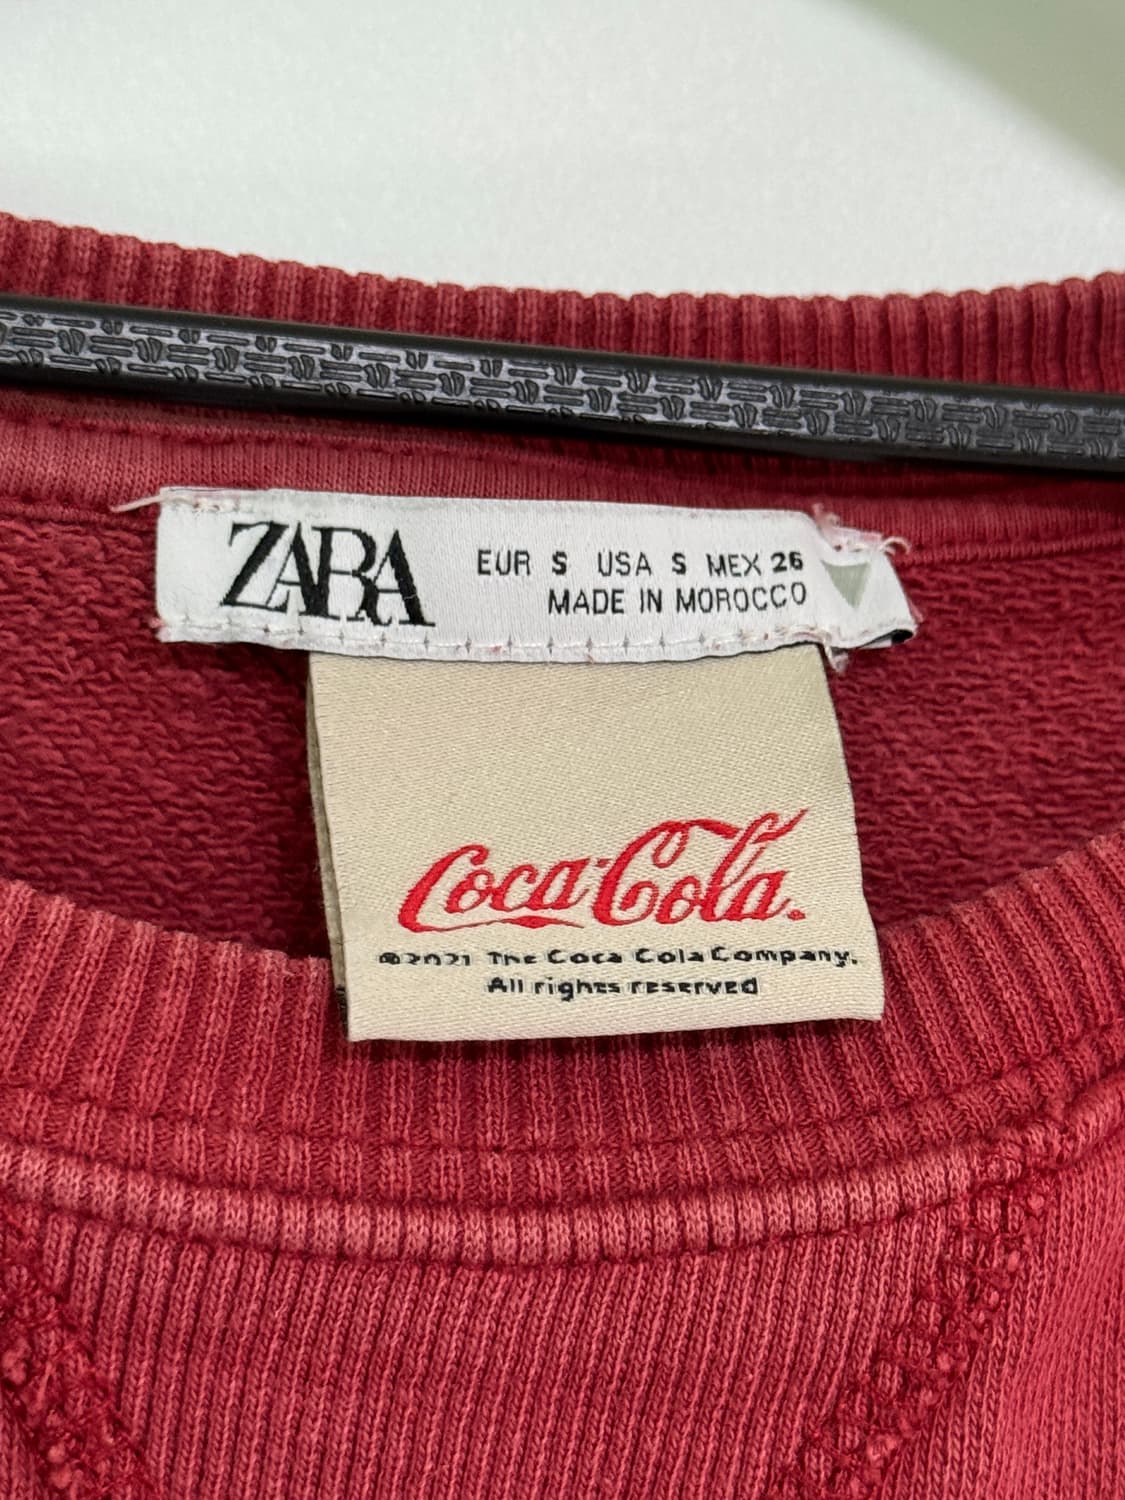 ZARA
EUR S USA S MEX 26
MADE IN MOROCCO
Coca-Cola.
©2021 The Coca Cola Company.
All rights reserved